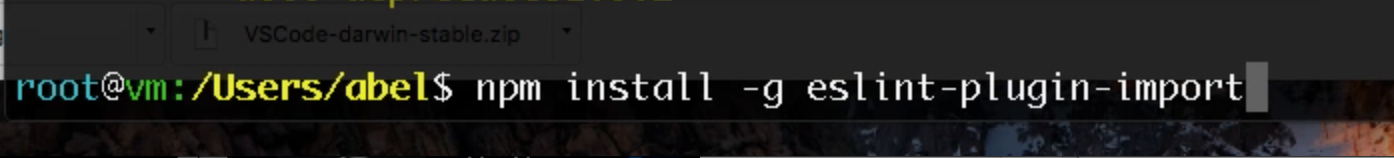 VSCode-darwin-stable.zip
root@vm:/Users/abel$ npm install -g eslint-plugin-import